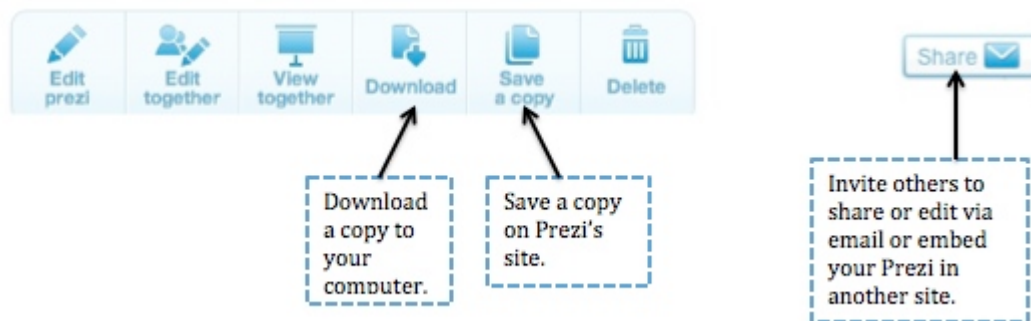 Edit
prezi
Edit
together
View
together
Download
Save
a copy
Delete
Share
Download
a copy to
your
computer.
Save a copy
on Prezi's
site.
Invite others to
share or edit via
email or embed
your Prezi in
another site.